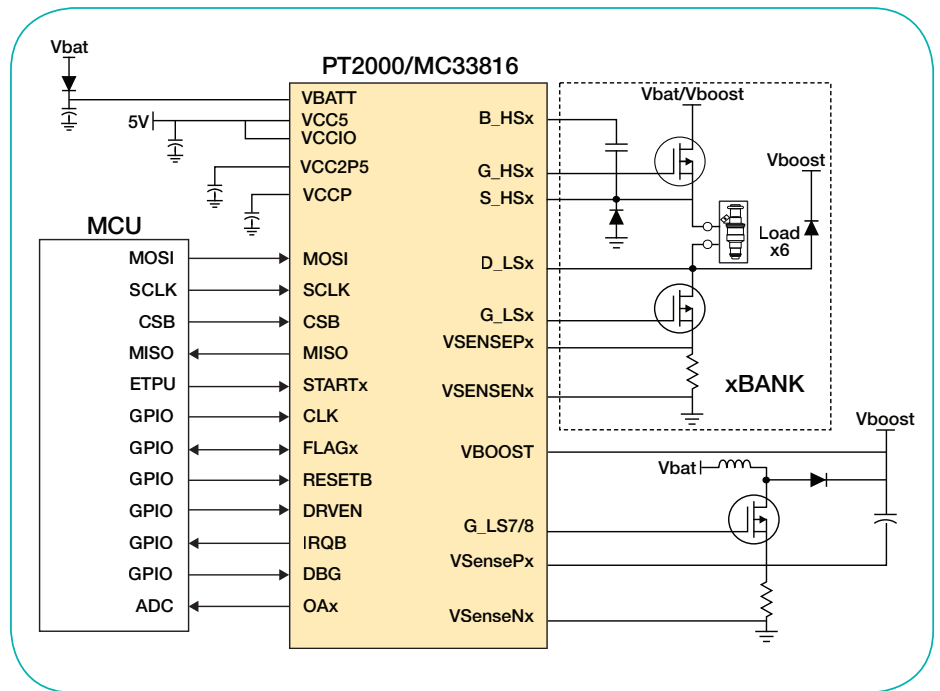 Vbat
PT2000/MC33816
VBATT
5V
VCC5
VCCIO
VCC2P5
VCCP
B_HSx
G_HSx
S_HSx
D_LSx
G_LSx
VSENSEPx
VSENSENx
VBOOST
G_LS7/8
VSensePx
VSenseNx
MCU
MOSI
MOSI
SCLK
SCLK
CSB
CSB
MISO
MISO
ETPU
STARTx
GPIO
CLK
GPIO
FLAGx
GPIO
RESETB
GPIO
DRVEN
GPIO
IRQB
GPIO
DBG
ADC
OAx
Vbat/Vboost
Vboost
Load
x6
xBANK
Vboost
Vbat